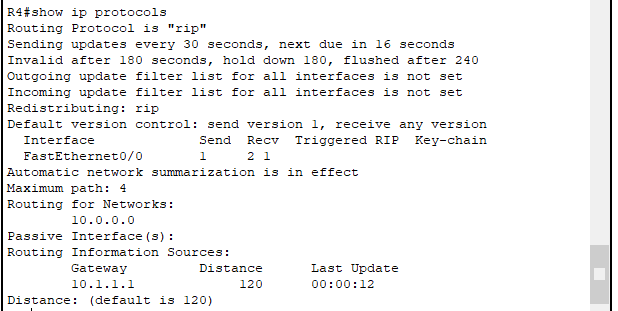 R4#show ip protocols
Routing Protocol is "rip"
Sending updates every 30 seconds, next due in 16 seconds
Invalid after 180 seconds, hold down 180, flushed after 240
Outgoing update filter list for all interfaces is not set
Incoming update filter list for all interfaces is not set
Redistributing: rip
Default version control: send version 1, receive any version
  Interface             Send  Recv  Triggered RIP  Key-chain
  FastEthernet0/0       1     2 1
Automatic network summarization is in effect
Maximum path: 4
Routing for Networks:
        10.0.0.0
Passive Interface(s):
Routing Information Sources:
        Gateway         Distance      Last Update
        10.1.1.1             120      00:00:12
Distance: (default is 120)